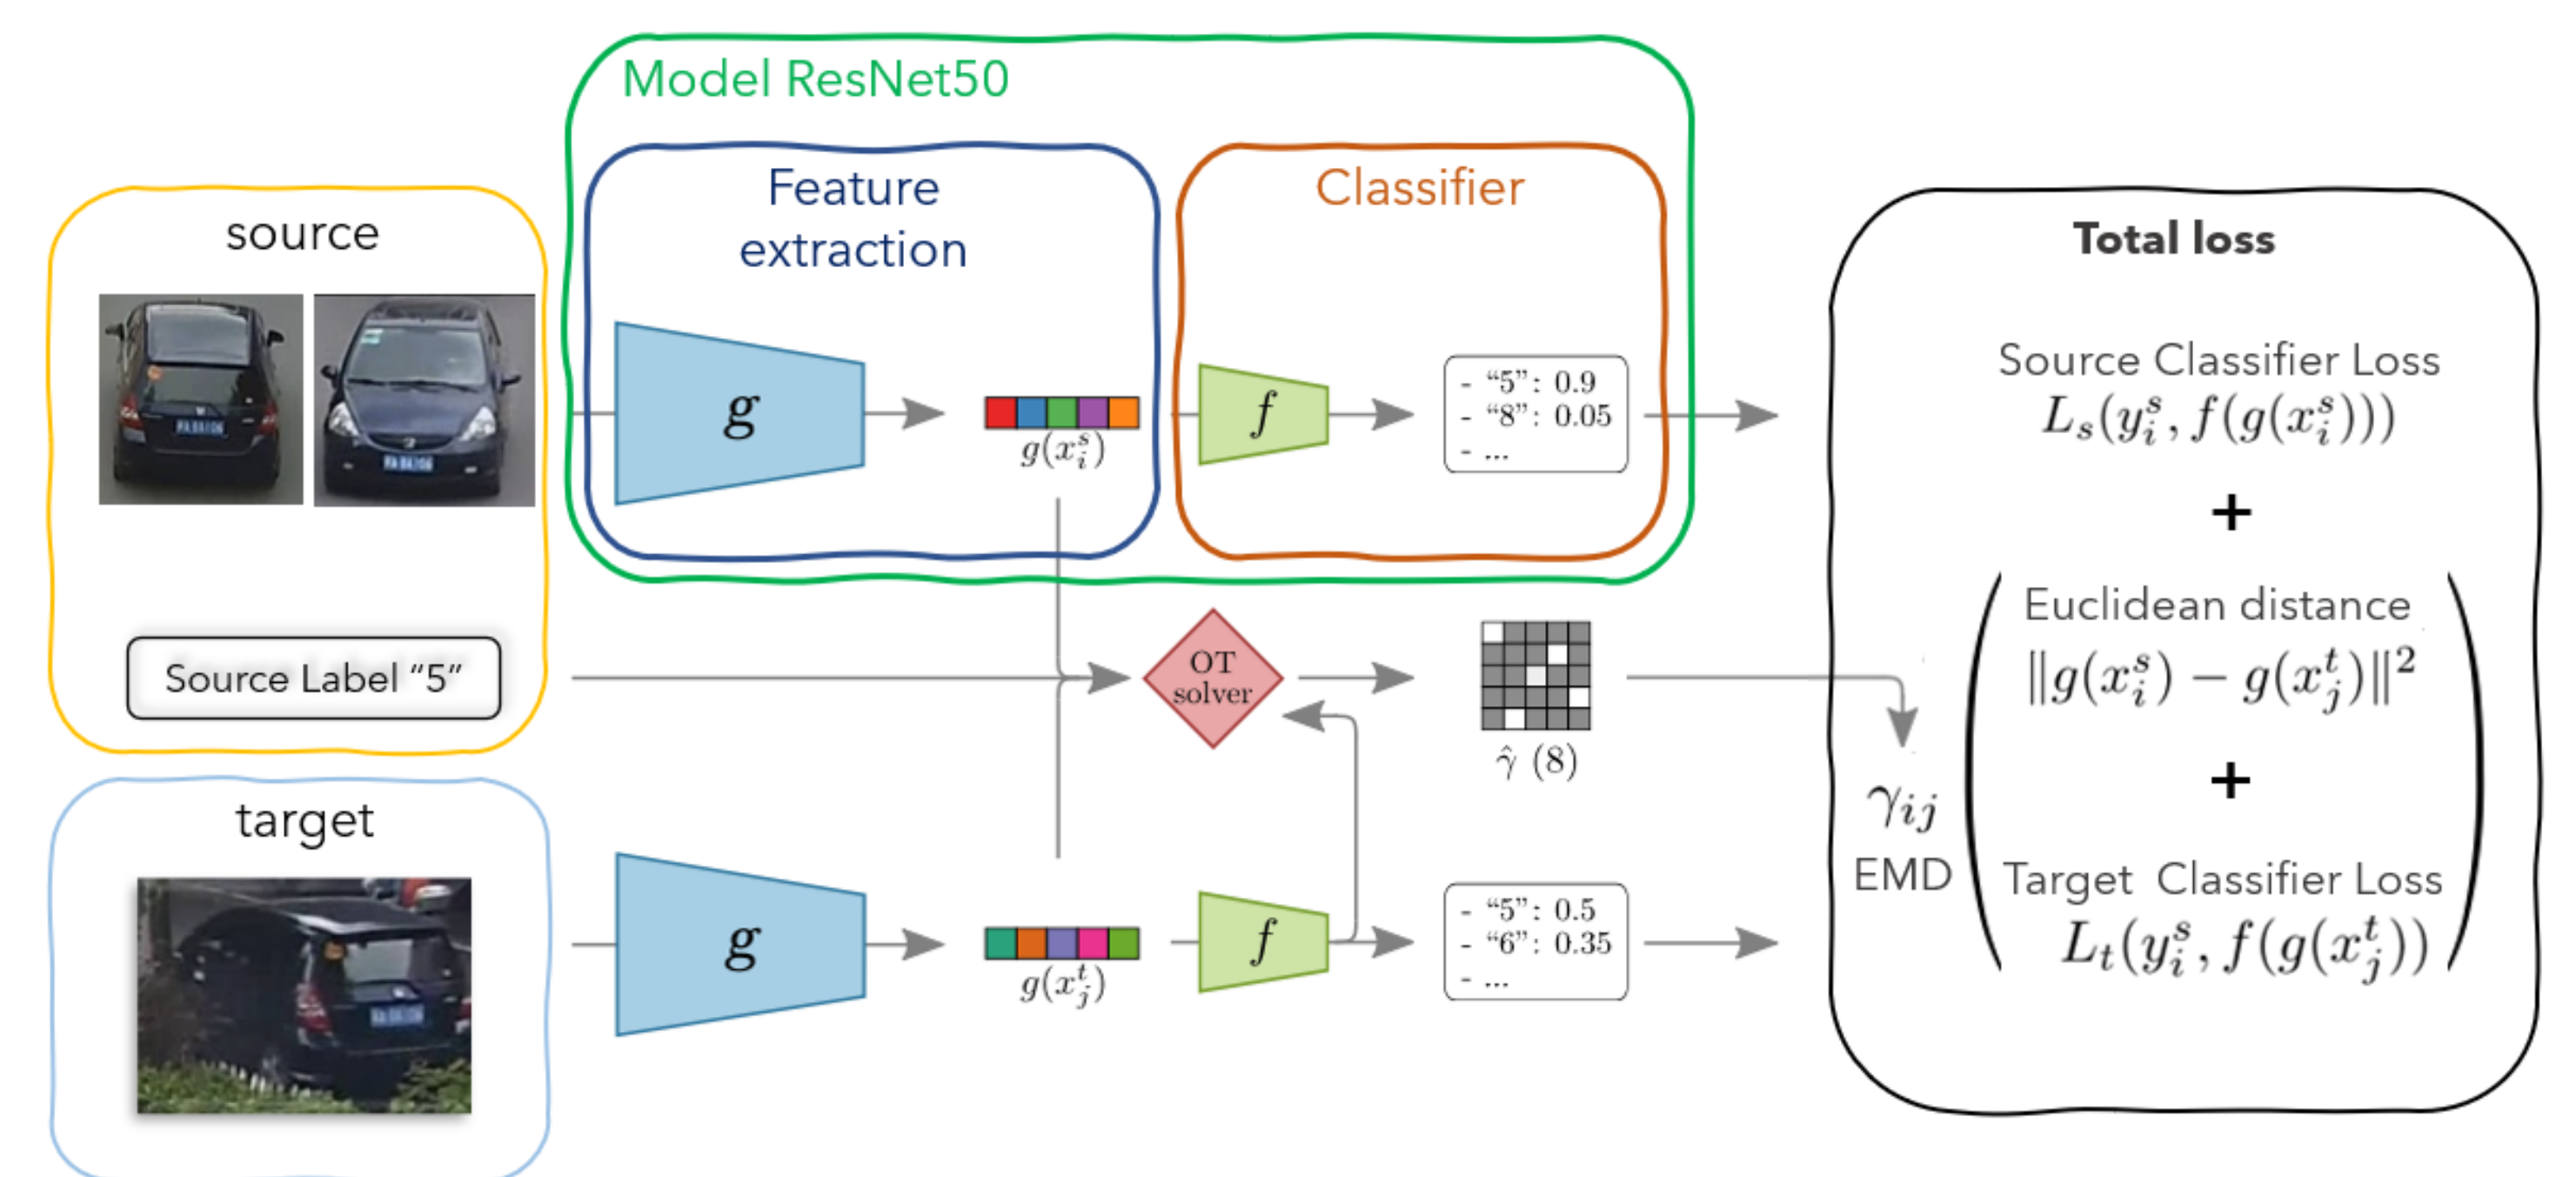 Model ResNet50
Feature
extraction
Classifier
source
g
g(x_i^s)
f
- “5”: 0.9
- “8”: 0.05
- ...
Source Label “5”
OT
solver
γ̂ (8)
target
g
g(x_j^t)
f
- “5”: 0.5
- “6”: 0.35
- ...
Total loss
Source Classifier Loss
L_s(y_i^s, f(g(x_i^s)))
+
Euclidean distance
‖g(x_i^s) − g(x_j^t)‖^2
+
γ_ij
EMD
Target Classifier Loss
L_t(y_i^s, f(g(x_j^t))